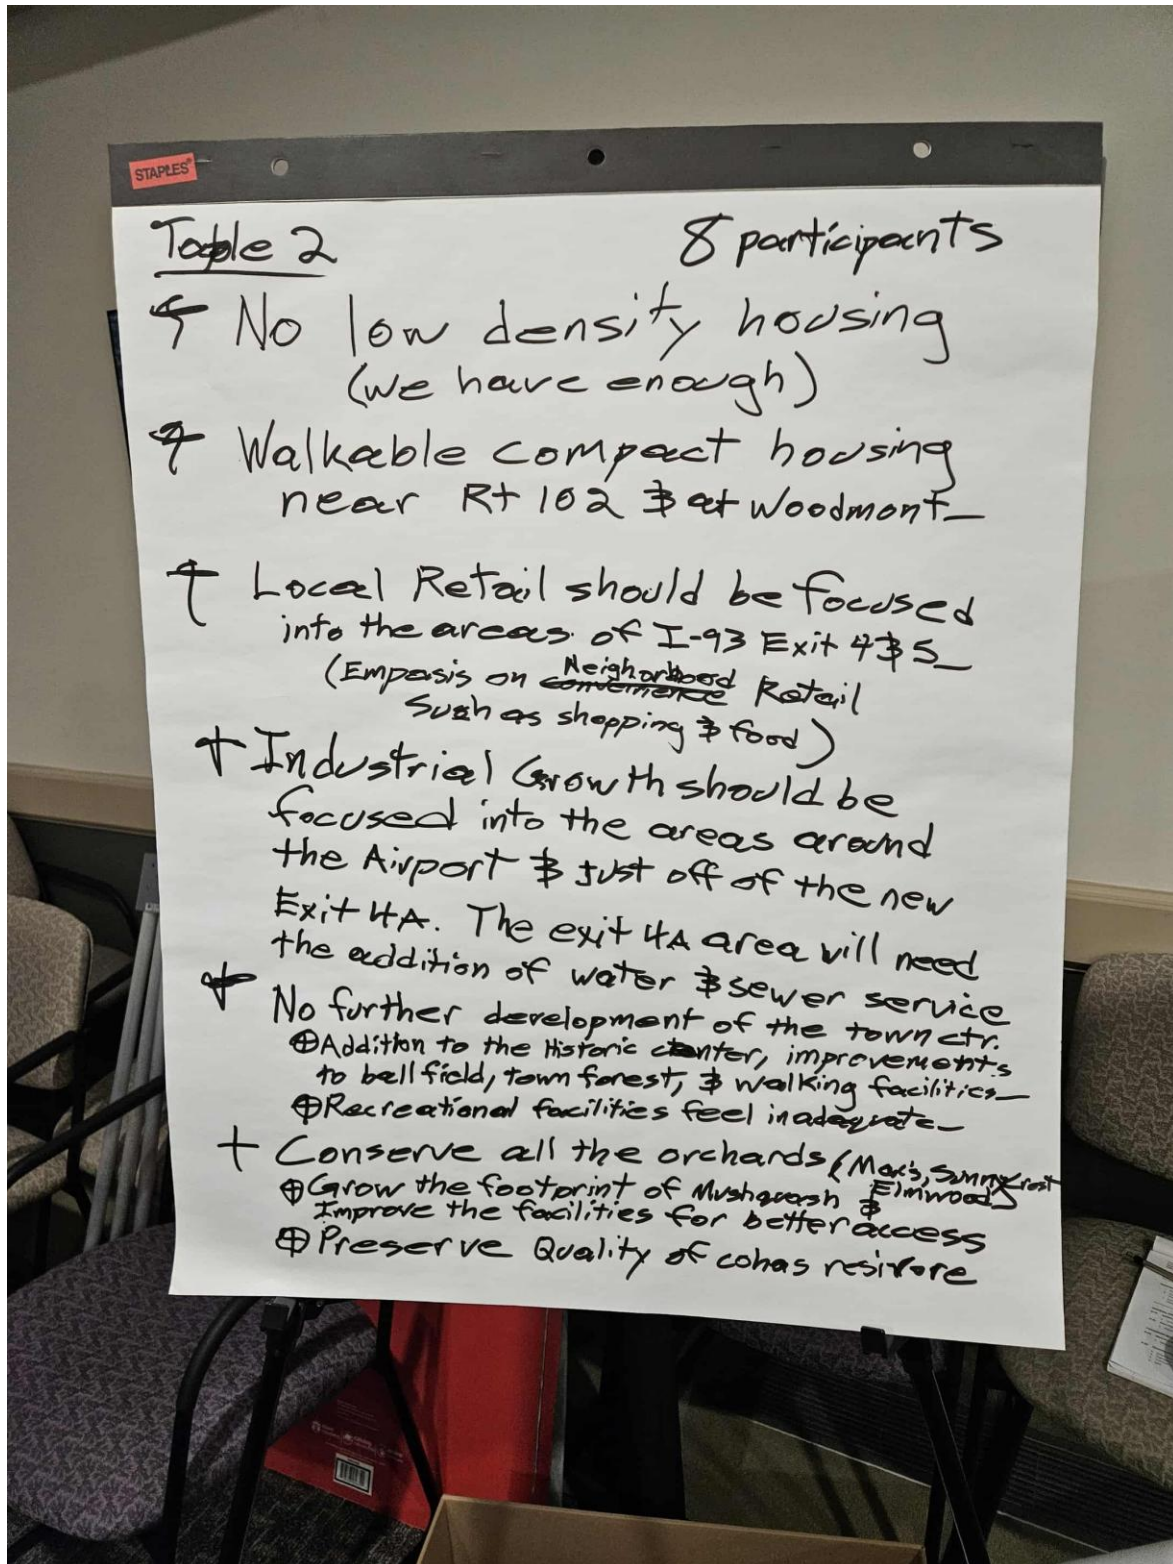 STAPLES
Table 2 8 participants
+ No low density housing
(we have enough)
+ Walkable compact housing
near Rt 102 & at Woodmont
+ Local Retail should be focused
into the areas of I-93 Exit 4 & 5
(Empasis on Neighorhood Retail
Such as shopping & food)
+ Industrial Growth should be
focused into the areas around
the Airport & just off of the new
Exit 4A. The exit 4A area will need
the addition of water & sewer service
+ No further development of the town ctr.
⊕ Addition to the Historic center, improvements
to ball field, town forest, & walking facilities
⊕ Recreational facilities feel inadequate
+ Conserve all the orchards (Mack's, Sunnycrest
Elmwood)
⊕ Grow the footprint of Mushquash &
Improve the facilities for better access
⊕ Preserve Quality of cohas resivore